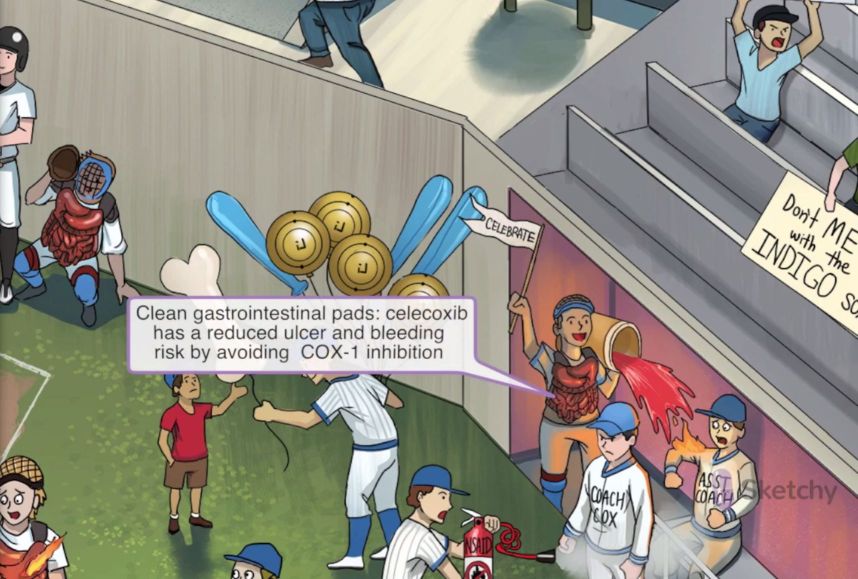 CELEBRATE
Don't ME
with the
INDIGO
Clean gastrointestinal pads: celecoxib
has a reduced ulcer and bleeding
risk by avoiding COX-1 inhibition
COACH
COX
ASST
COACH
Sketchy
NSAID